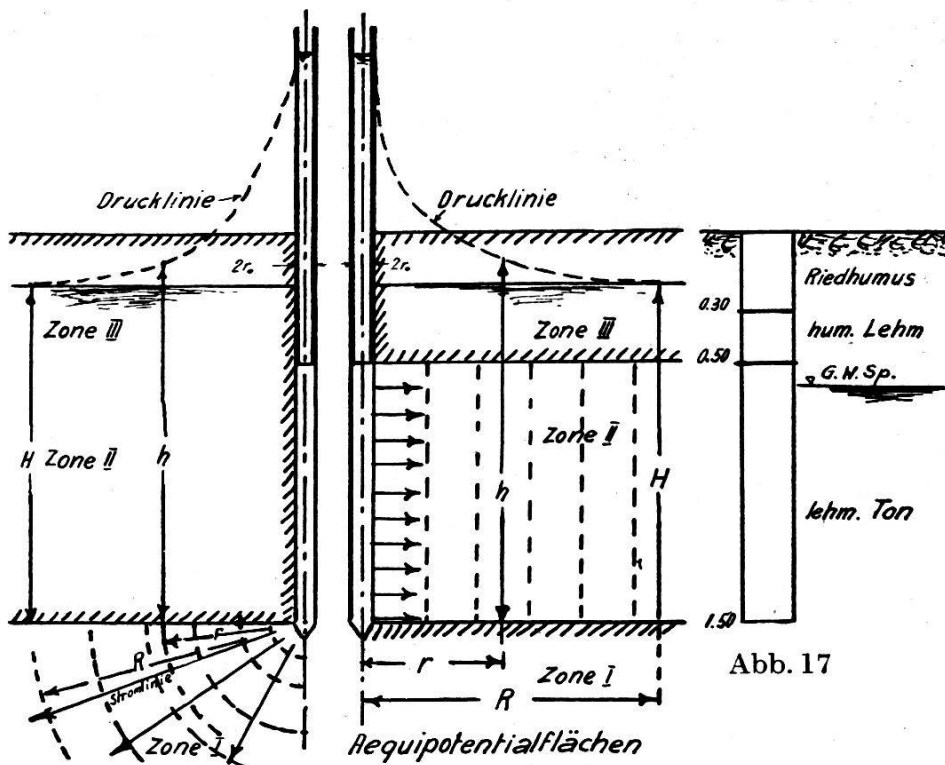 Drucklinie
Drucklinie
2r₀
2r₀
Riedhumus
0.30
Zone III
Zone III
hum. Lehm
0.50
G.W.Sp.
H
Zone II
h
h
Zone II
H
lehm. Ton
1.50
r
R
Stromlinie
Zone I
r
R
Zone I
Abb. 17
Aequipotentialflächen